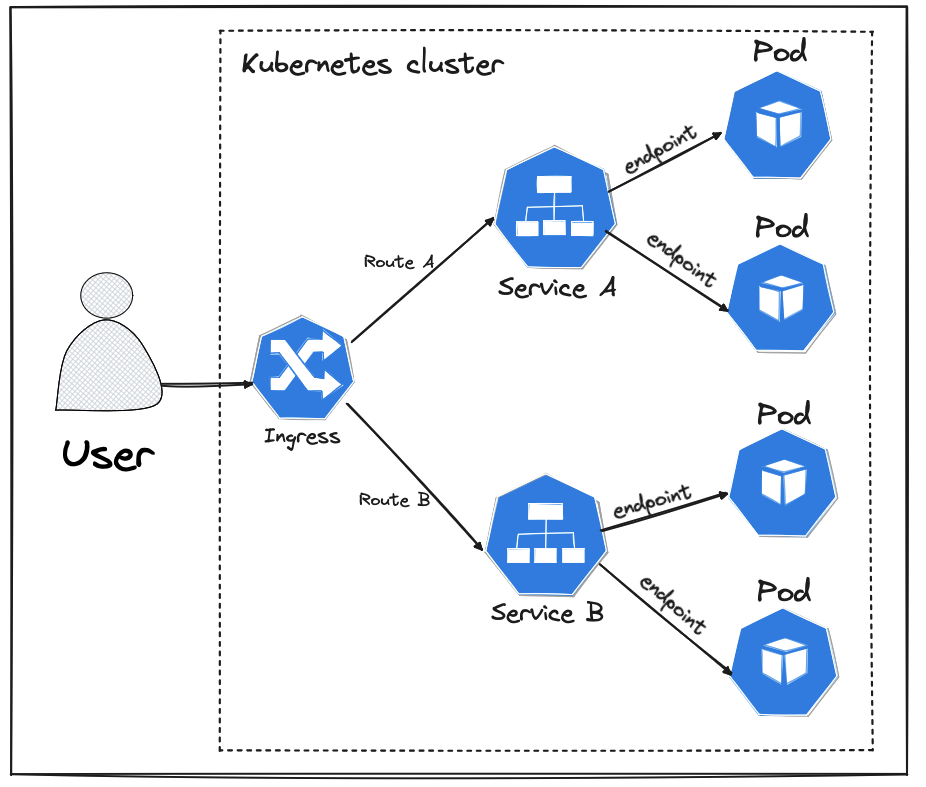 Kubernetes cluster
Pod
endpoint
Pod
endpoint
Route A
Service A
User
Ingress
Route B
Pod
endpoint
Service B
Pod
endpoint